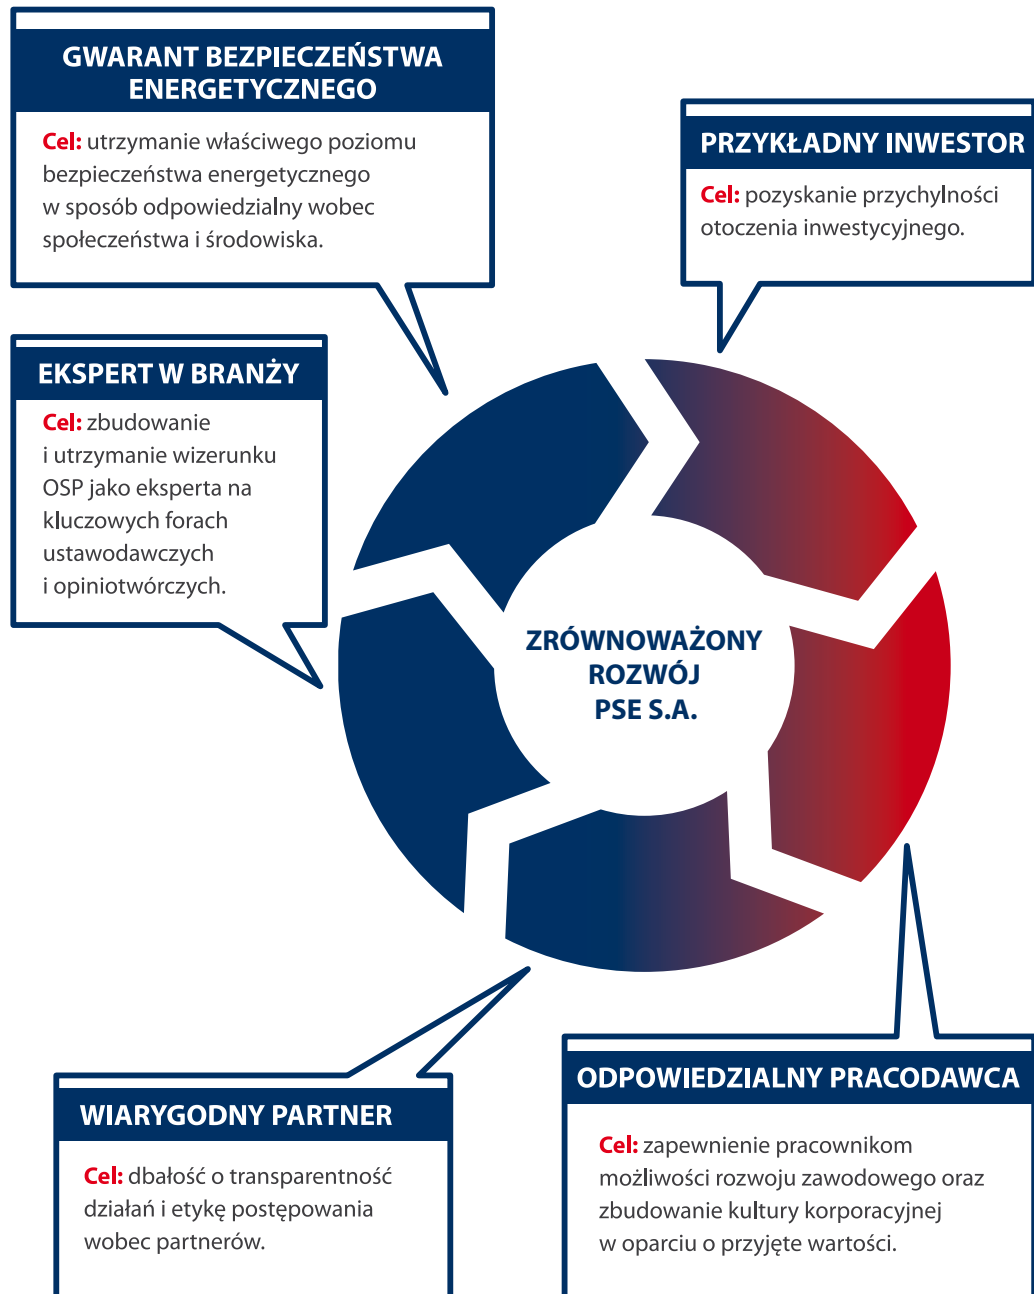 GWARANT BEZPIECZEŃSTWA
ENERGETYCZNEGO
Cel: utrzymanie właściwego poziomu
bezpieczeństwa energetycznego
w sposób odpowiedzialny wobec
społeczeństwa i środowiska.
PRZYKŁADNY INWESTOR
Cel: pozyskanie przychylności
otoczenia inwestycyjnego.
EKSPERT W BRANŻY
Cel: zbudowanie
i utrzymanie wizerunku
OSP jako eksperta na
kluczowych forach
ustawodawczych
i opiniotwórczych.
ZRÓWNOWAŻONY
ROZWÓJ
PSE S.A.
WIARYGODNY PARTNER
Cel: dbałość o transparentność
działań i etykę postępowania
wobec partnerów.
ODPOWIEDZIALNY PRACODAWCA
Cel: zapewnienie pracownikom
możliwości rozwoju zawodowego oraz
zbudowanie kultury korporacyjnej
w oparciu o przyjęte wartości.